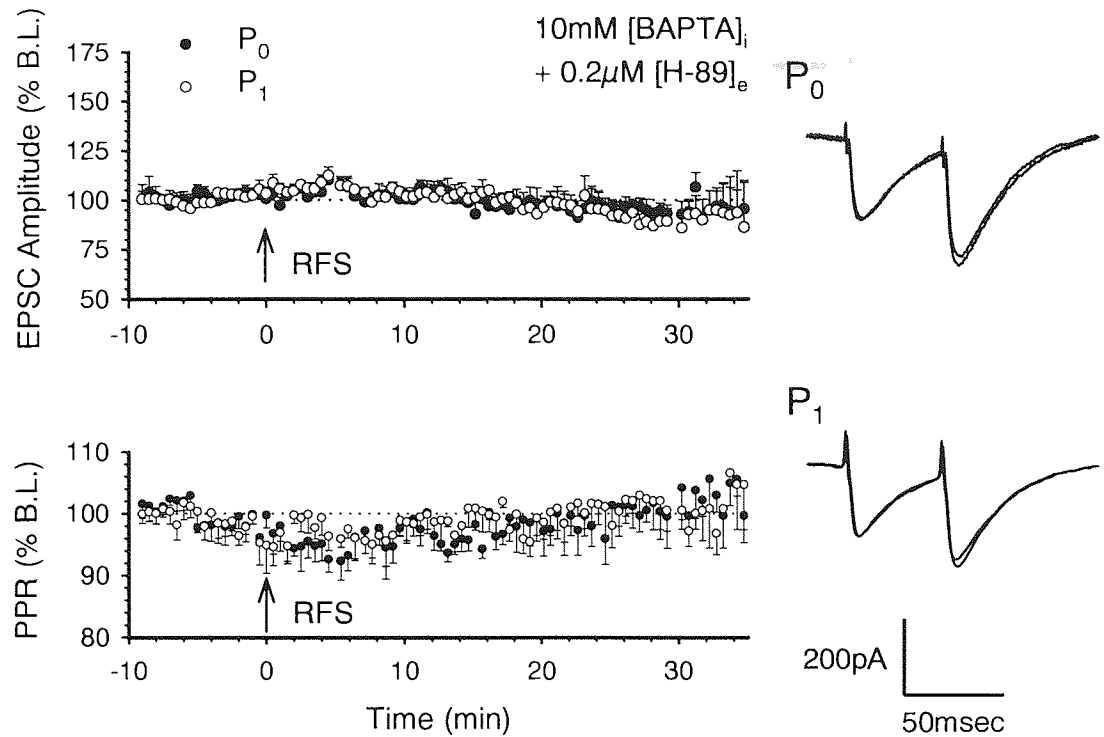 EPSC Amplitude (% B.L.)
175
150
125
100
75
50
-10
0
10
20
30
P0
P1
10mM [BAPTA]i
+ 0.2µM [H-89]e
RFS
P0
PPR (% B.L.)
110
100
90
80
-10
0
10
20
30
RFS
Time (min)
P1
200pA
50msec